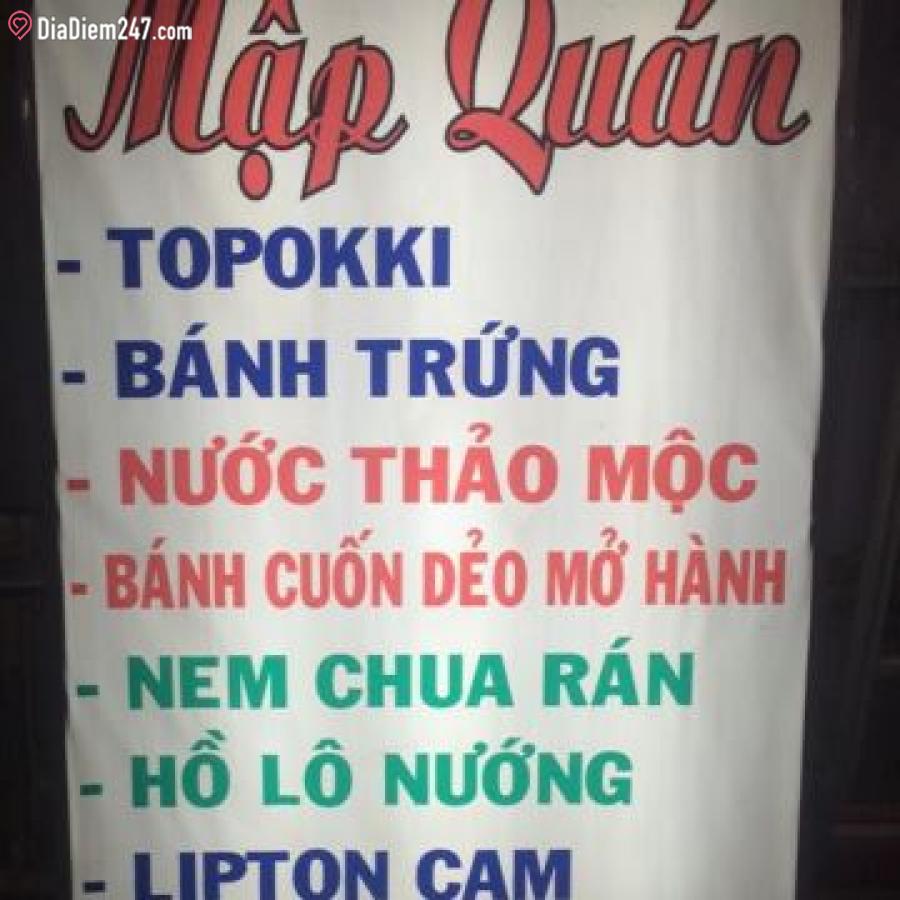 DiaDiem247.com
Mập Quán
- TOPOKKI
- BÁNH TRỨNG
- NƯỚC THẢO MỘC
- BÁNH CUỐN DẺO MỞ HÀNH
- NEM CHUA RÁN
- HỒ LÔ NƯỚNG
- LIPTON CAM